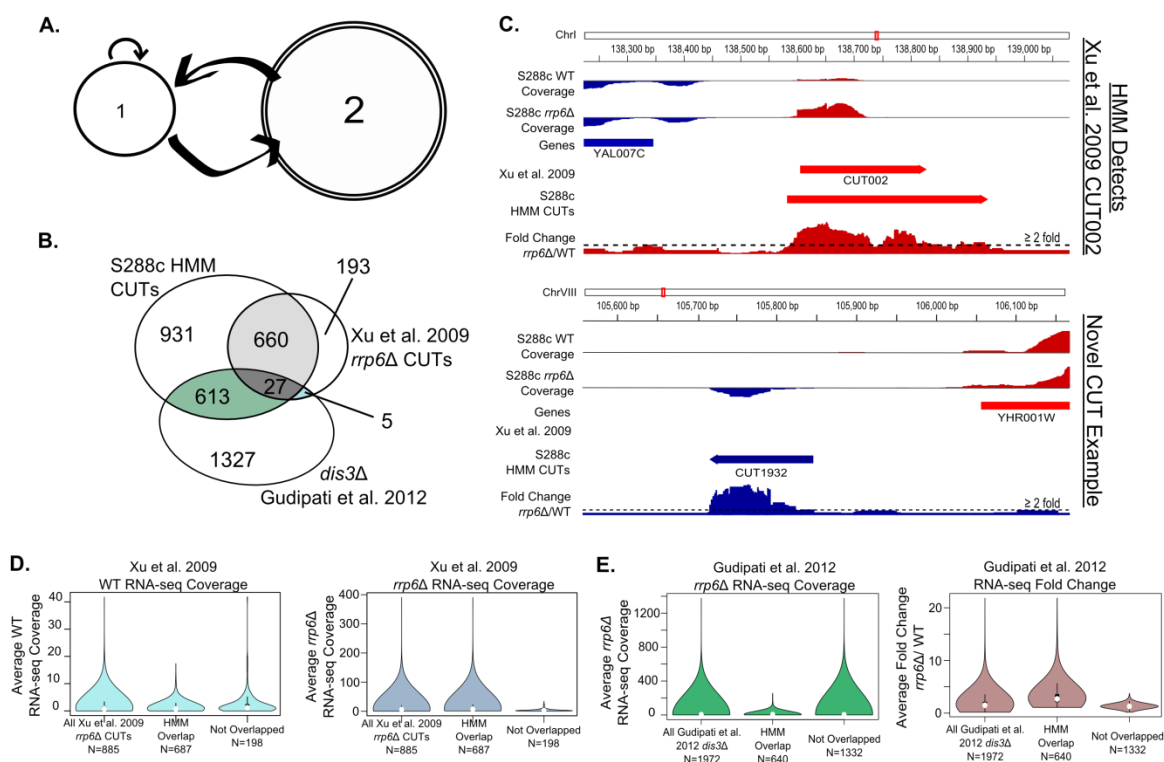 A.
1
2
B.
S288c HMM
CUTs
193
931
660
Xu et al. 2009
rrp6Δ CUTs
613
27
5
1327
dis3Δ
Gudipati et al. 2012
C.
ChrI
138,300 bp 138,400 bp 138,500 bp 138,600 bp 138,700 bp 138,800 bp 138,900 bp 139,000 bp
S288c WT
Coverage
S288c rrp6Δ
Coverage
Genes
YAL007C
Xu et al. 2009
CUT002
S288c
HMM CUTs
Fold Change
rrp6Δ/WT
≥ 2 fold
HMM Detects
Xu et al. 2009 CUT002
ChrVIII
105,600 bp 105,700 bp 105,800 bp 105,900 bp 106,000 bp 106,100 bp
S288c WT
Coverage
S288c rrp6Δ
Coverage
Genes
YHR001W
Xu et al. 2009
S288c
HMM CUTs
CUT1932
Fold Change
rrp6Δ/WT
≥ 2 fold
Novel CUT Example
D.
Xu et al. 2009
WT RNA-seq Coverage
Average WT
RNA-seq Coverage
40
30
20
10
0
All Xu et al. 2009
rrp6Δ CUTs
N=885
HMM
Overlap
N=687
Not Overlapped
N=198
Xu et al. 2009
rrp6Δ RNA-seq Coverage
Average rrp6Δ
RNA-seq Coverage
400
300
200
100
0
All Xu et al. 2009
rrp6Δ CUTs
N=885
HMM
Overlap
N=687
Not Overlapped
N=198
E.
Gudipati et al. 2012
rrp6Δ RNA-seq Coverage
Average rrp6Δ
RNA-seq Coverage
1200
800
400
0
All Gudipati et al.
2012 dis3Δ
N=1972
HMM
Overlap
N=640
Not Overlapped
N=1332
Gudipati et al. 2012
RNA-seq Fold Change
Average Fold Change
rrp6Δ/ WT
20
10
5
0
All Gudipati et al.
2012 dis3Δ
N=1972
HMM
Overlap
N=640
Not Overlapped
N=1332